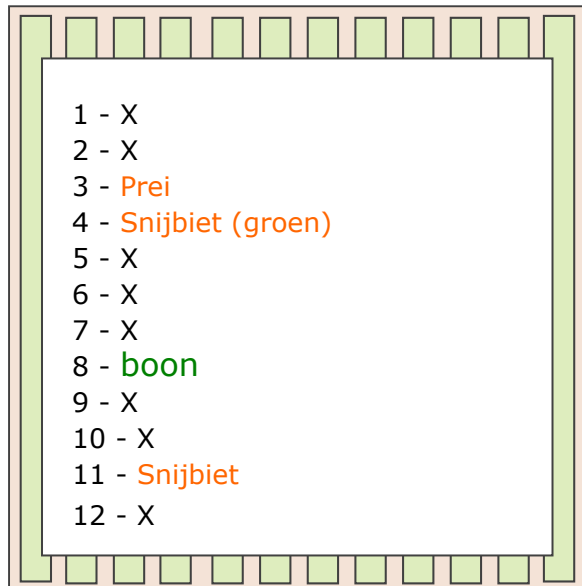 1 - X
2 - X
3 - Prei
4 - Snijbiet (groen)
5 - X
6 - X
7 - X
8 - boon
9 - X
10 - X
11 - Snijbiet
12 - X